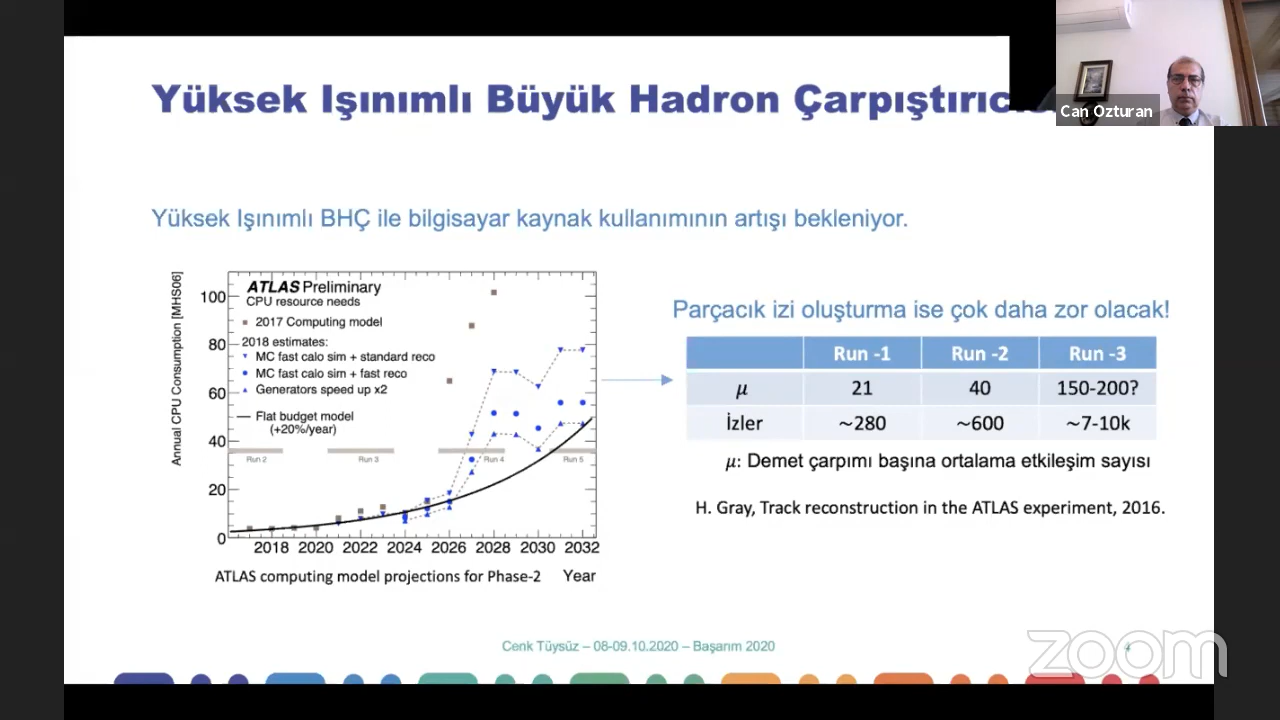 Yüksek Işınımlı Büyük Hadron
Can Ozturan
Yüksek Işınımlı BHÇ ile bilgisayar kaynak kullanımının artışı bekleniyor.
Annual CPU Consumption [MHS06]
ATLAS Preliminary
CPU resource needs
2017 Computing model
2018 estimates:
MC fast calo sim + standard reco
MC fast calo sim + fast reco
Generators speed up x2
Flat budget model
(+20%/year)
100
80
60
40
20
0
Run 2
Run 3
Run 4
Run 5
2018 2020 2022 2024 2026 2028 2030 2032
ATLAS computing model projections for Phase-2 Year
Parçacık izi oluşturma ise çok daha zor olacak!
Run -1 Run -2 Run -3
μ 21 40 150-200?
İzler ~280 ~600 ~7-10k
μ: Demet çarpımı başına ortalama etkileşim sayısı
H. Gray, Track reconstruction in the ATLAS experiment, 2016.
Cenk Tüysüz – 08-09.10.2020 – Başarım 2020
4
zoom